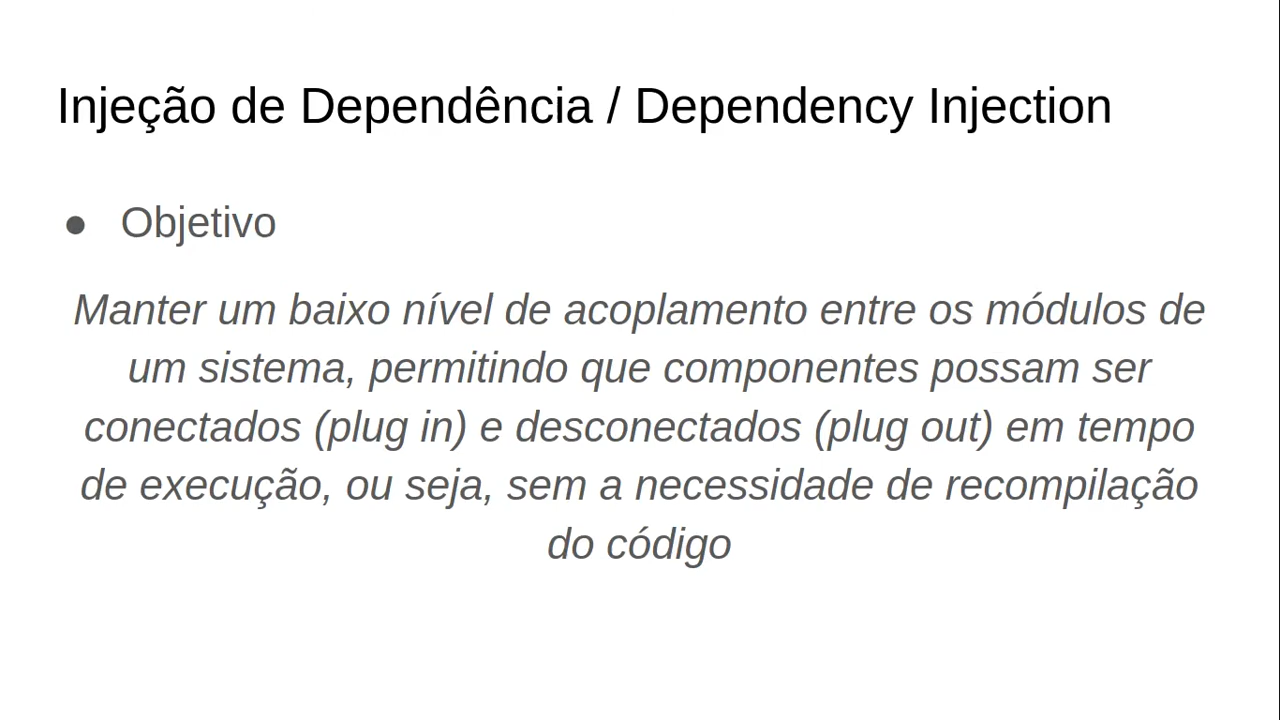 Injeção de Dependência / Dependency Injection
● Objetivo
Manter um baixo nível de acoplamento entre os módulos de
um sistema, permitindo que componentes possam ser
conectados (plug in) e desconectados (plug out) em tempo
de execução, ou seja, sem a necessidade de recompilação
do código